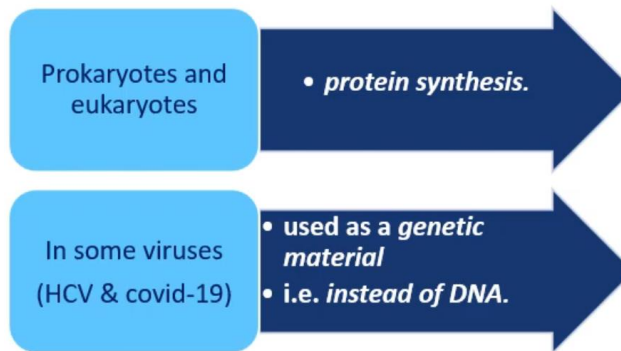 Prokaryotes and
eukaryotes
• protein synthesis.
In some viruses
(HCV & covid-19)
• used as a genetic
material
• i.e. instead of DNA.